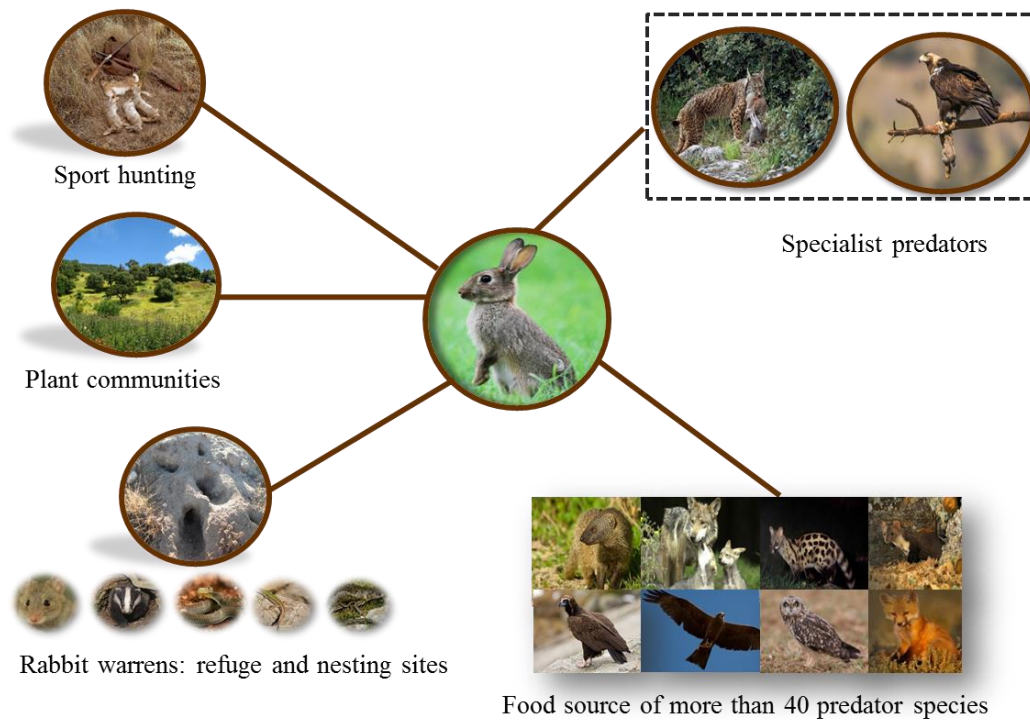 Sport hunting
Specialist predators
Plant communities
Rabbit warrens: refuge and nesting sites
Food source of more than 40 predator species